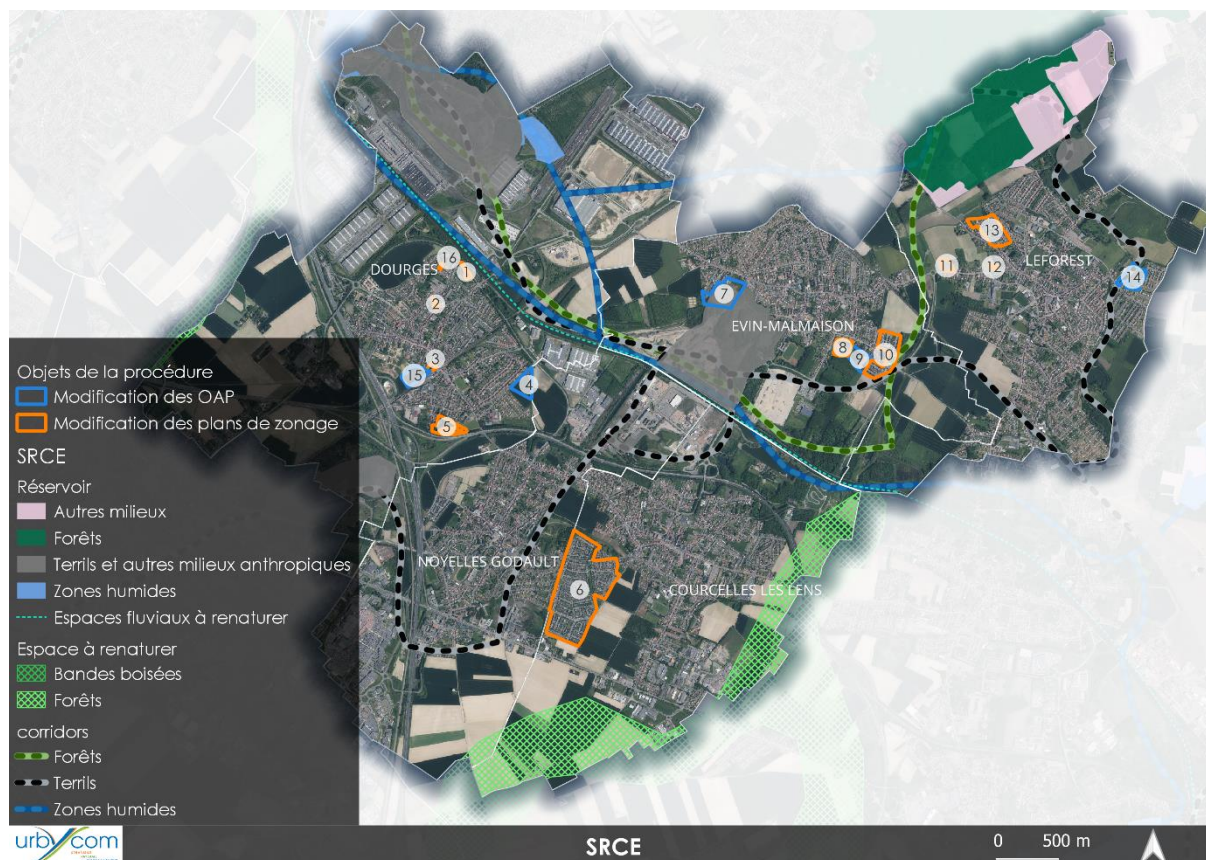 16
DOURGES
1
2
3
15
4
5
7
EVIN-MALMAISON
8
9
10
13
11
12
LEFOREST
14
NOYELLES GODAULT
6
COURCELLES LES LENS
Objets de la procédure
Modification des OAP
Modification des plans de zonage
SRCE
Réservoir
Autres milieux
Forêts
Terrils et autres milieux anthropiques
Zones humides
Espaces fluviaux à renaturer
Espace à renaturer
Bandes boisées
Forêts
corridors
Forêts
Terrils
Zones humides
urbycom
SRCE
0 500 m